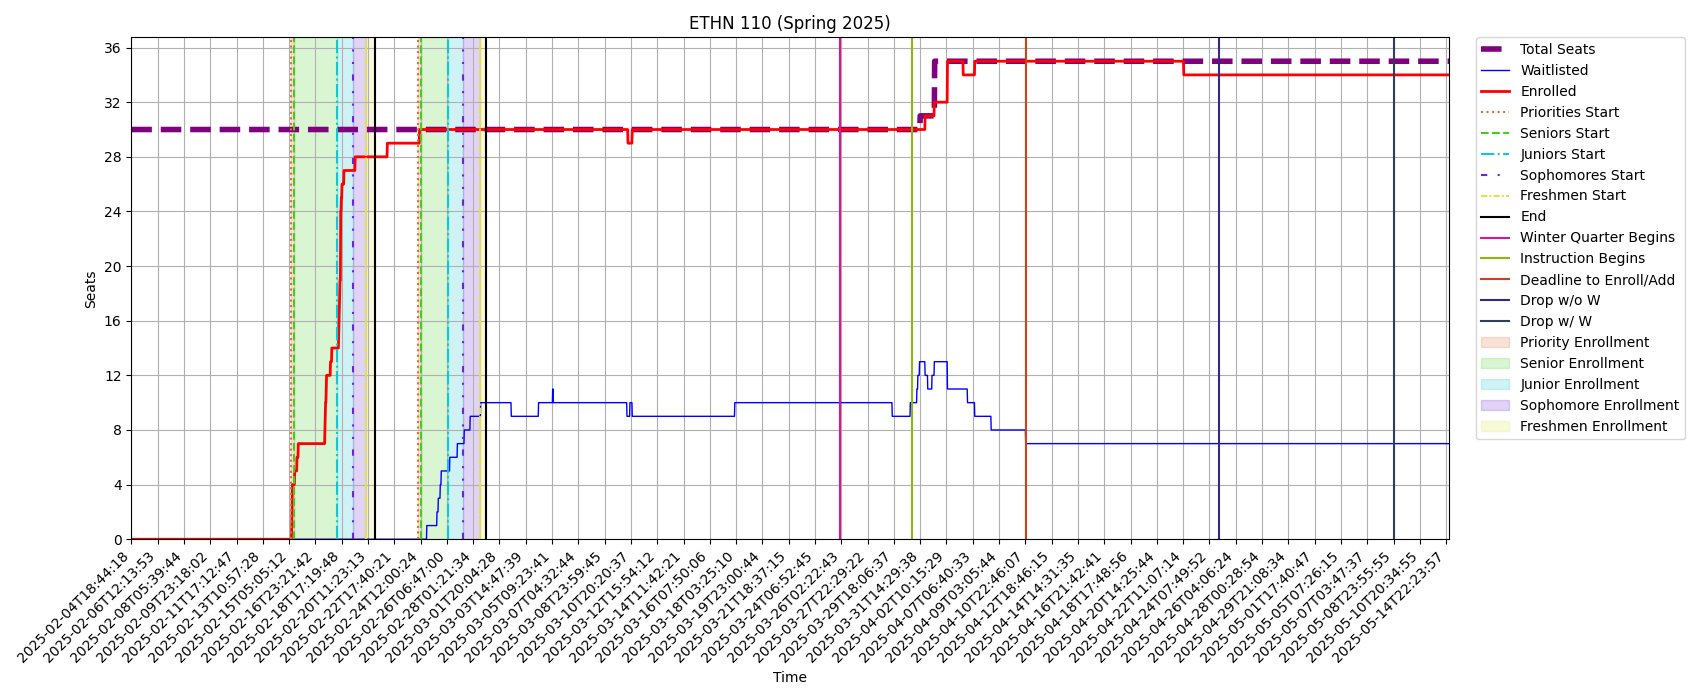 ETHN 110 (Spring 2025)
Seats
36
32
28
24
20
16
12
8
4
0
2025-02-04T18:44:18
2025-02-06T12:13:53
2025-02-08T05:39:44
2025-02-09T23:18:02
2025-02-11T17:12:47
2025-02-13T10:57:28
2025-02-15T05:05:12
2025-02-16T23:21:42
2025-02-18T17:19:48
2025-02-20T11:23:13
2025-02-22T17:40:21
2025-02-24T12:00:24
2025-02-26T06:47:00
2025-02-28T01:21:34
2025-03-01T20:04:28
2025-03-03T14:47:39
2025-03-05T09:23:41
2025-03-07T04:32:44
2025-03-08T23:59:45
2025-03-10T20:20:37
2025-03-12T15:54:12
2025-03-14T11:42:21
2025-03-16T07:50:06
2025-03-18T03:25:10
2025-03-19T23:00:44
2025-03-21T18:37:15
2025-03-24T06:52:45
2025-03-26T02:22:43
2025-03-27T22:29:22
2025-03-29T18:06:37
2025-03-31T14:29:38
2025-04-02T10:15:29
2025-04-07T06:40:33
2025-04-09T03:05:44
2025-04-10T22:46:07
2025-04-12T18:46:15
2025-04-14T14:31:35
2025-04-16T21:42:41
2025-04-18T17:48:56
2025-04-20T14:25:44
2025-04-22T11:07:14
2025-04-24T07:49:52
2025-04-26T04:06:24
2025-04-28T00:28:54
2025-04-29T21:08:34
2025-05-01T17:40:47
2025-05-05T07:26:15
2025-05-07T03:47:37
2025-05-08T23:55:55
2025-05-10T20:34:55
2025-05-14T22:23:57
Time
Total Seats
Waitlisted
Enrolled
Priorities Start
Seniors Start
Juniors Start
Sophomores Start
Freshmen Start
End
Winter Quarter Begins
Instruction Begins
Deadline to Enroll/Add
Drop w/o W
Drop w/ W
Priority Enrollment
Senior Enrollment
Junior Enrollment
Sophomore Enrollment
Freshmen Enrollment